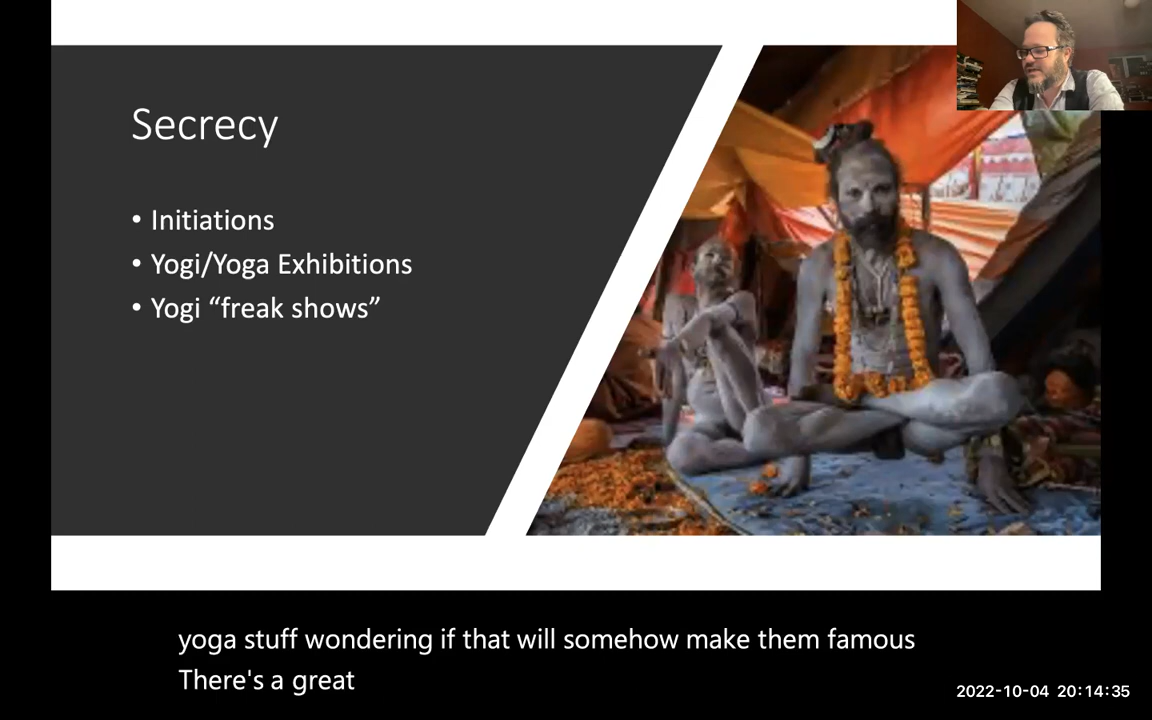 Secrecy
• Initiations
• Yogi/Yoga Exhibitions
• Yogi “freak shows”
yoga stuff wondering if that will somehow make them famous
There's a great
2022-10-04 20:14:35